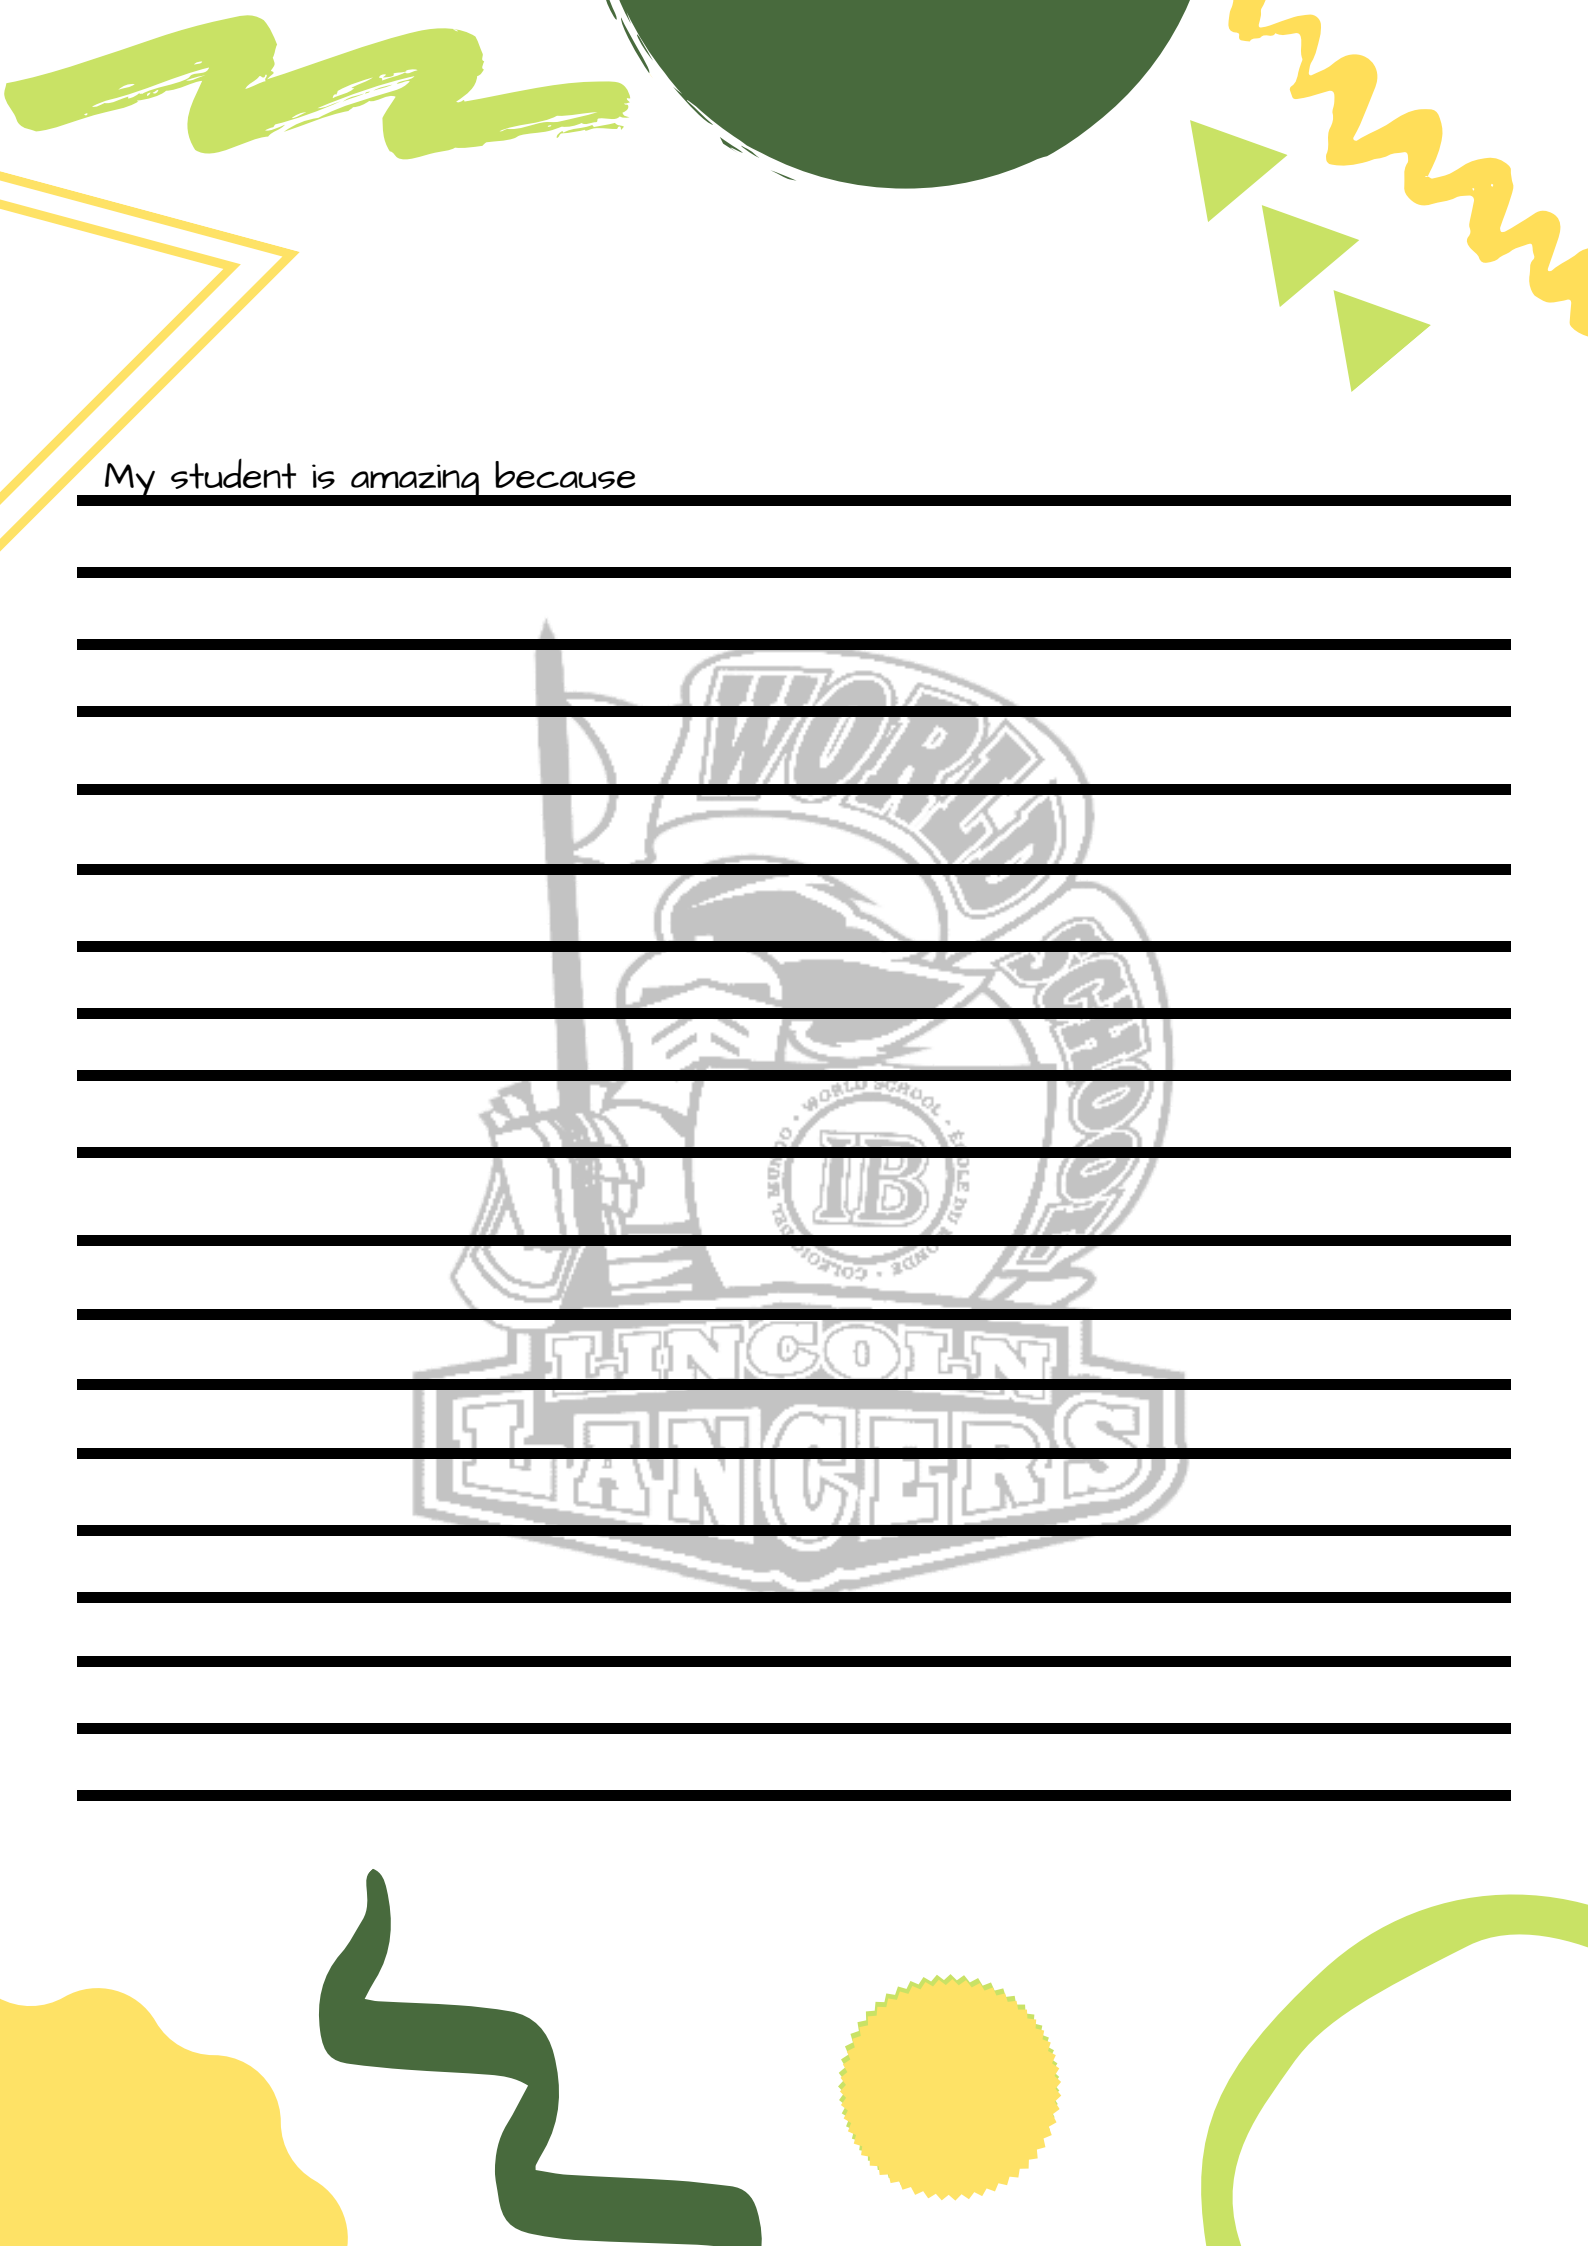 My student is amazing because
WORLD SCHOOL
· WORLD SCHOOL · ÉCOLE DU MONDE · COLEGIO DEL MUNDO
IB
LINCOLN
LANCERS